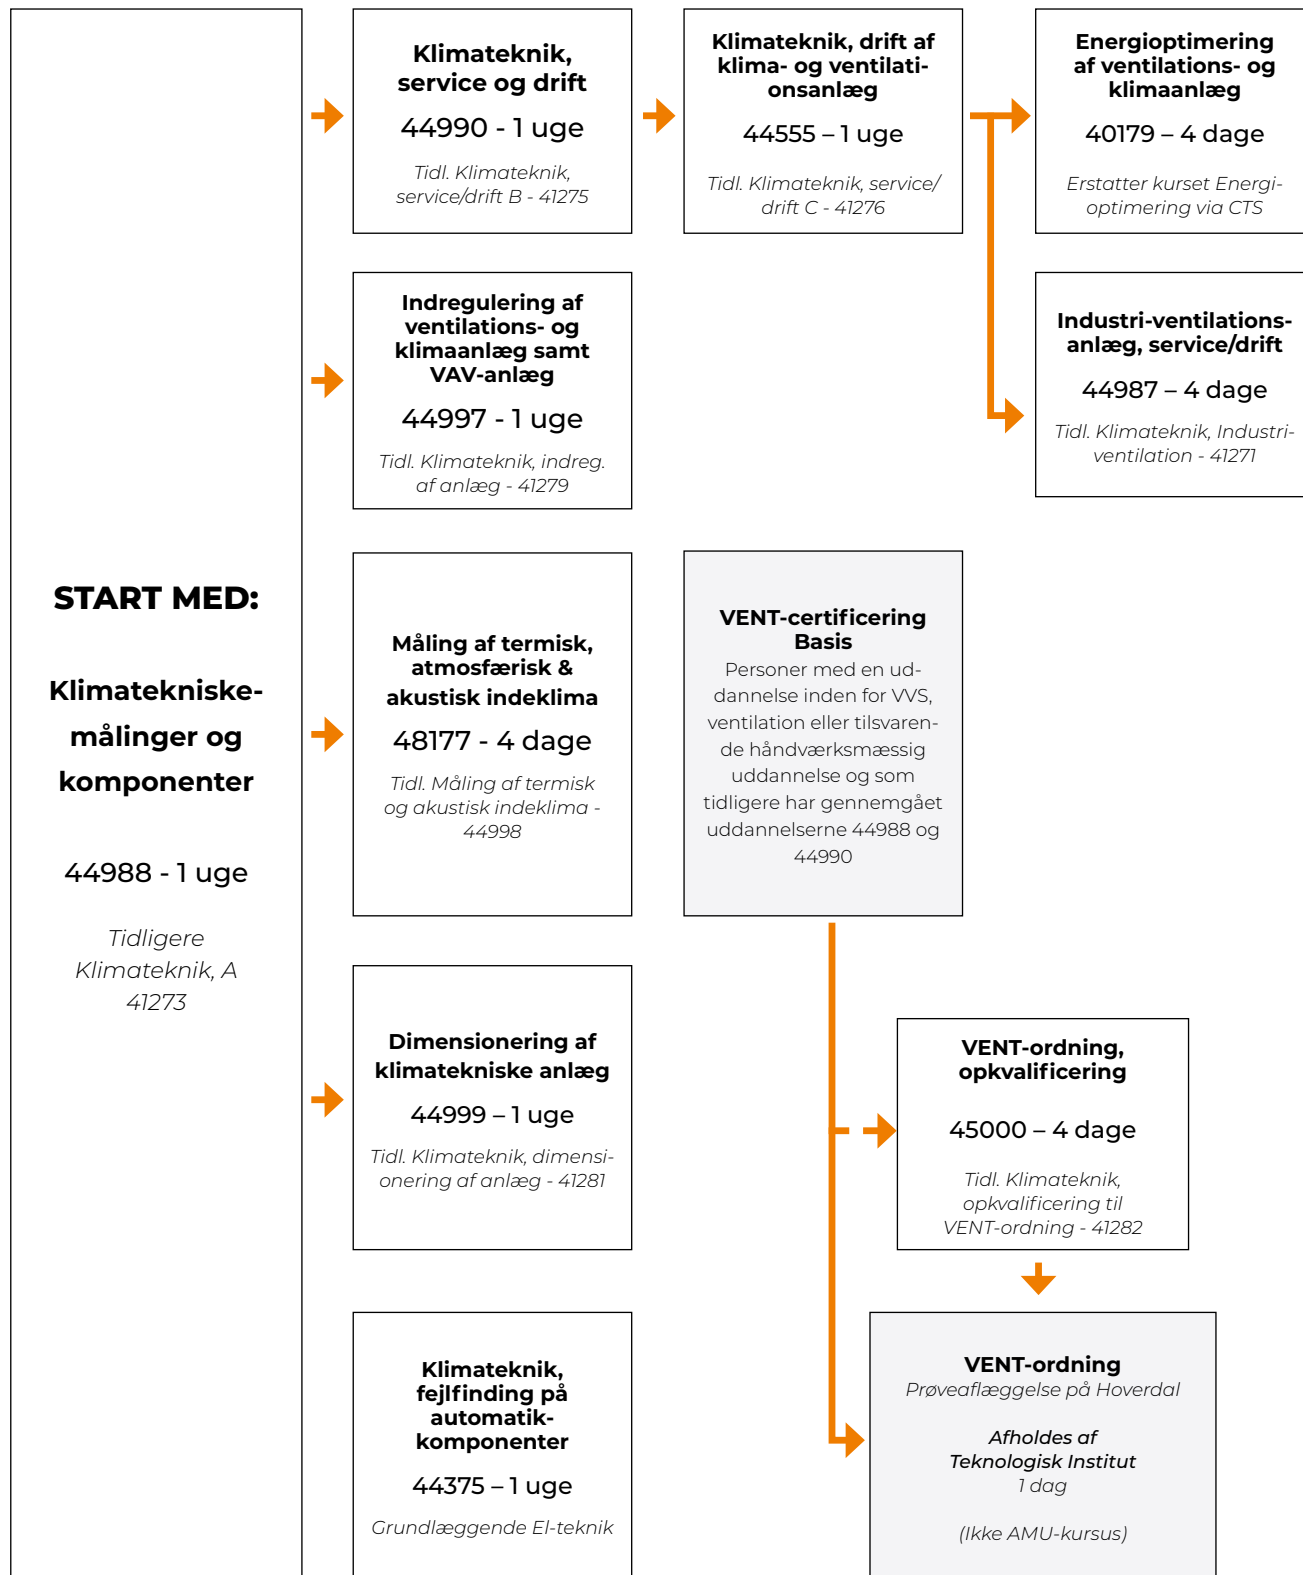 START MED:
Klimatekniske-
målinger og
komponenter
44988 - 1 uge
Tidligere
Klimateknik, A
41273
Klimateknik,
service og drift
44990 - 1 uge
Tidl. Klimateknik,
service/drift B - 41275
Klimateknik, drift af
klima- og ventilati-
onsanlæg
44555 – 1 uge
Tidl. Klimateknik, service/
drift C - 41276
Energioptimering
af ventilations- og
klimaanlæg
40179 – 4 dage
Erstatter kurset Energi-
optimering via CTS
Indregulering af
ventilations- og
klimaanlæg samt
VAV-anlæg
44997 - 1 uge
Tidl. Klimateknik, indreg.
af anlæg - 41279
Industri-ventilations-
anlæg, service/drift
44987 – 4 dage
Tidl. Klimateknik, Industri-
ventilation - 41271
Måling af termisk,
atmosfærisk &
akustisk indeklima
48177 - 4 dage
Tidl. Måling af termisk
og akustisk indeklima -
44998
VENT-certificering
Basis
Personer med en ud-
dannelse inden for VVS,
ventilation eller tilsvaren-
de håndværksmæssig
uddannelse og som
tidligere har gennemgået
uddannelserne 44988 og
44990
Dimensionering af
klimatekniske anlæg
44999 – 1 uge
Tidl. Klimateknik, dimensi-
onering af anlæg - 41281
VENT-ordning,
opkvalificering
45000 – 4 dage
Tidl. Klimateknik,
opkvalificering til
VENT-ordning - 41282
Klimateknik,
fejlfinding på
automatik-
komponenter
44375 – 1 uge
Grundlæggende El-teknik
VENT-ordning
Prøveaflæggelse på Hoverdal
Afholdes af
Teknologisk Institut
1 dag
(Ikke AMU-kursus)